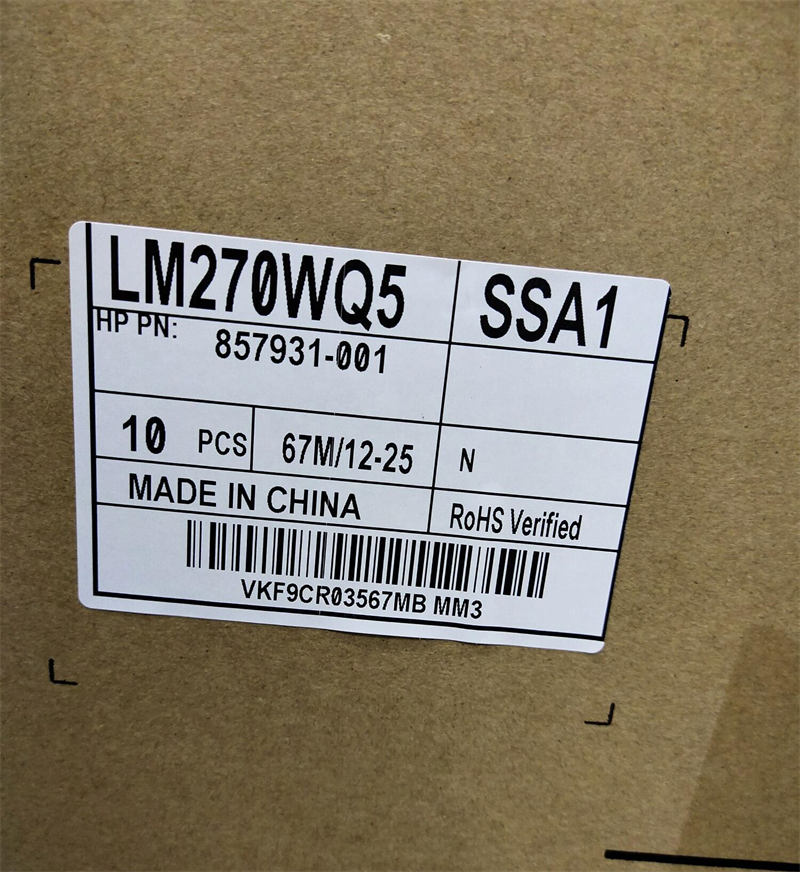 LM270WQ5 SSA1
HP PN: 857931-001
10 PCS 67M/12-25 N
MADE IN CHINA RoHS Verified
VKF9CR03567MB MM3